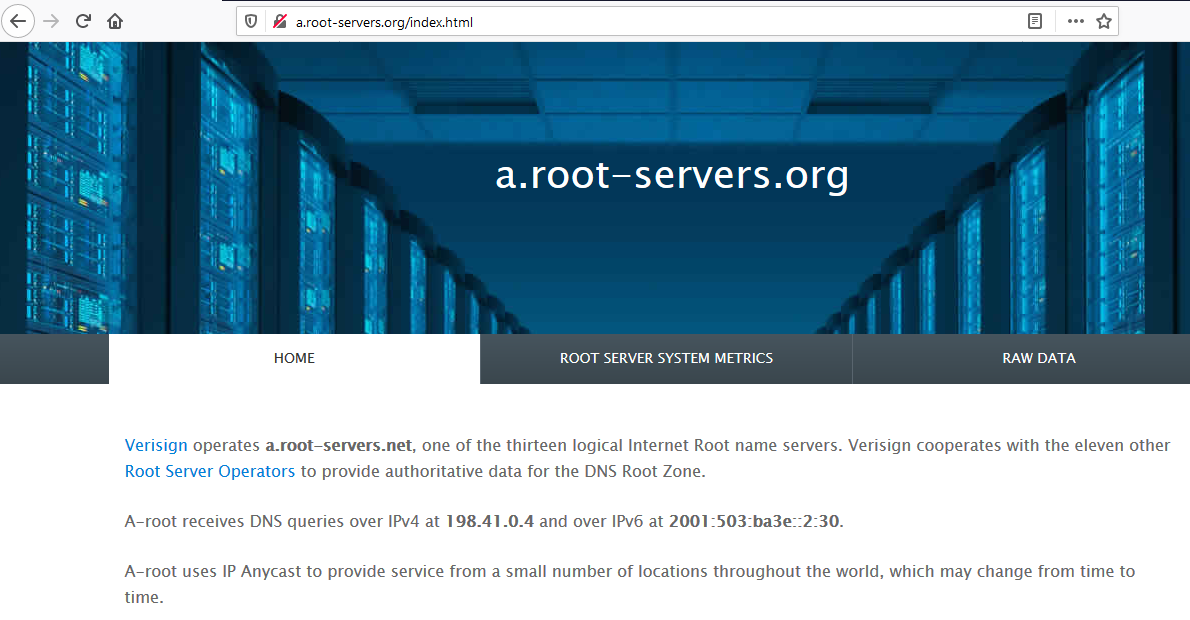 a.root-servers.org/index.html
a.root-servers.org
HOME
ROOT SERVER SYSTEM METRICS
RAW DATA
Verisign operates a.root-servers.net, one of the thirteen logical Internet Root name servers. Verisign cooperates with the eleven other
Root Server Operators to provide authoritative data for the DNS Root Zone.
A-root receives DNS queries over IPv4 at 198.41.0.4 and over IPv6 at 2001:503:ba3e::2:30.
A-root uses IP Anycast to provide service from a small number of locations throughout the world, which may change from time to
time.